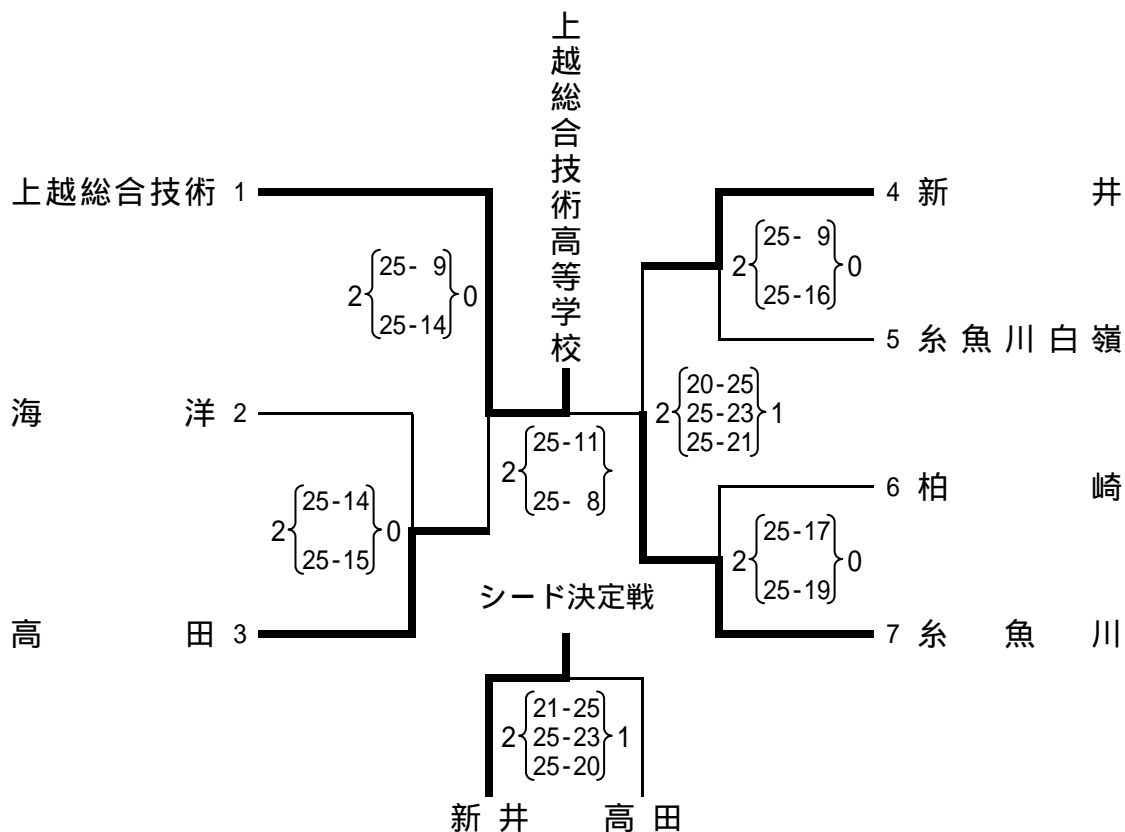 上越総合技術高等学校
上越総合技術 1
4 新井
2 25- 9 0
25-14
2 25- 9 0
25-16
5 糸魚川白嶺
海洋 2
2 20-25 1
25-23
25-21
2 25-11
25- 8
6 柏崎
2 25-14 0
25-15
2 25-17 0
25-19
シード決定戦
高田 3
7 糸魚川
2 21-25 1
25-23
25-20
新井 高田